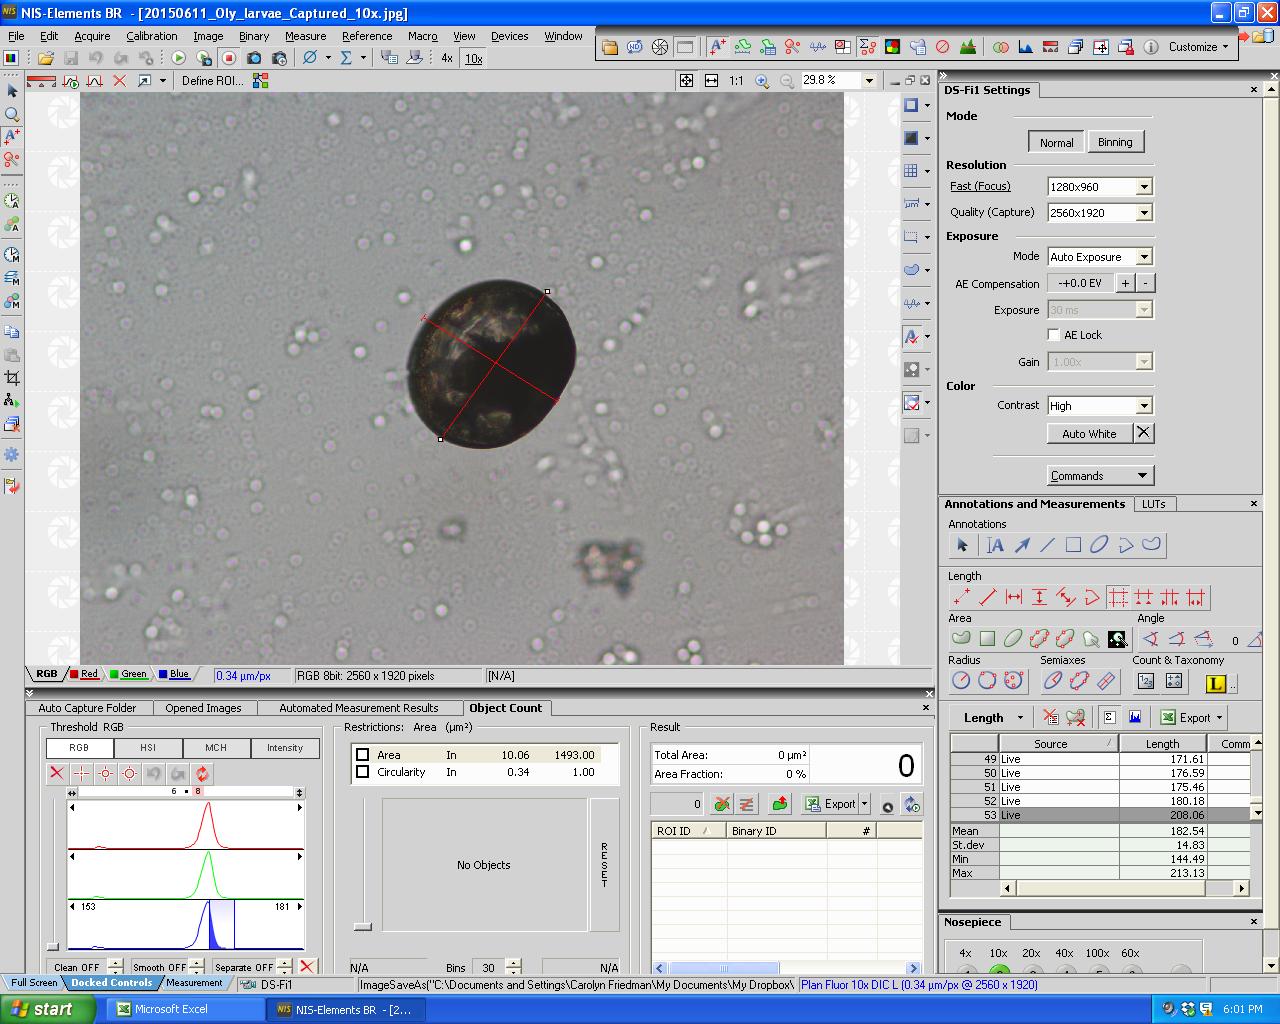 NIS-Elements BR - [20150611_Oly_larvae_Captured_10x.jpg]
File Edit Acquire Calibration Image Binary Measure Reference Macro View Devices Window
Customize
4x 10x
Define ROI...
1:1 29.8 %
DS-Fi1 Settings
Mode
Normal Binning
Resolution
Fast (Focus) 1280x960
Quality (Capture) 2560x1920
Exposure
Mode Auto Exposure
AE Compensation -+0.0 EV + -
Exposure 30 ms
AE Lock
Gain 1.00x
Color
Contrast High
Auto White
Commands
Annotations and Measurements LUTs
Annotations
Length
Area Angle
0
Radius Semiaxes Count & Taxonomy
L ..
Length Export
Source Length Comm
49 Live 171.61
50 Live 176.59
51 Live 175.46
52 Live 180.18
53 Live 208.06
Mean 182.54
St.dev 14.83
Min 144.49
Max 213.13
Nosepiece
4x 10x 20x 40x 100x 60x
RGB Red Green Blue 0.34 µm/px RGB 8bit: 2560 x 1920 pixels [N/A]
Auto Capture Folder Opened Images Automated Measurement Results Object Count
Threshold RGB
RGB HSI MCH Intensity
6 8
153 181
Clean OFF Smooth OFF Separate OFF
Restrictions: Area (µm²)
Area In 10.06 1493.00
Circularity In 0.34 1.00
No Objects
RESET
N/A Bins 30 N/A
Result
Total Area: 0 µm²
Area Fraction: 0 %
0
0 Export
ROI ID Binary ID #
Full Screen Docked Controls Measurement DS-Fi1 ImageSaveAs("C:\Documents and Settings\Carolyn Friedman\My Documents\My Dropbox\ Plan Fluor 10x DIC L (0.34 µm/px @ 2560 x 1920)
start Microsoft Excel NIS-Elements BR - [2... 6:01 PM